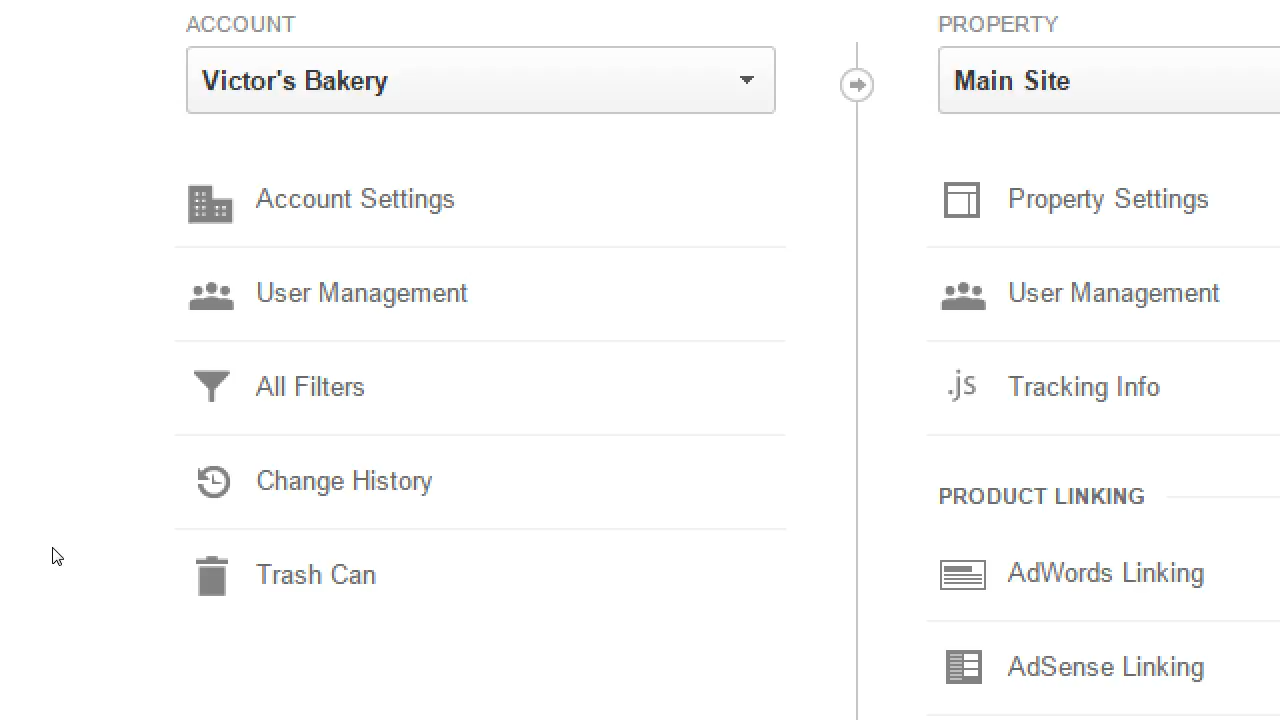 ACCOUNT
Victor's Bakery
Account Settings
User Management
All Filters
Change History
Trash Can
PROPERTY
Main Site
Property Settings
User Management
.js Tracking Info
PRODUCT LINKING
AdWords Linking
AdSense Linking